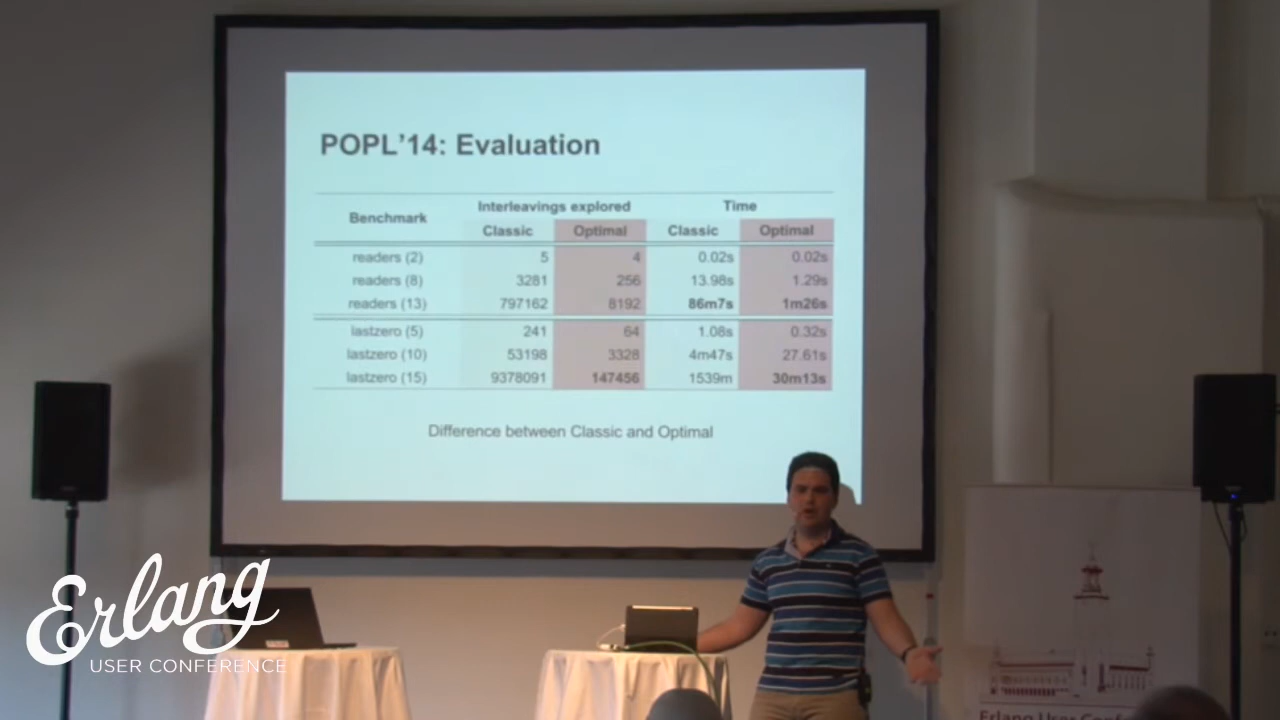 POPL'14: Evaluation
Benchmark Interleavings explored Time
Classic Optimal Classic Optimal
readers (2) 5 4 0.02s 0.02s
readers (8) 3281 256 13.98s 1.29s
readers (13) 797162 8192 86m7s 1m26s
lastzero (5) 241 64 1.08s 0.32s
lastzero (10) 53198 3328 4m47s 27.61s
lastzero (15) 9378091 147456 1539m 30m13s
Difference between Classic and Optimal
Erlang
USER CONFERENCE
Erlang User